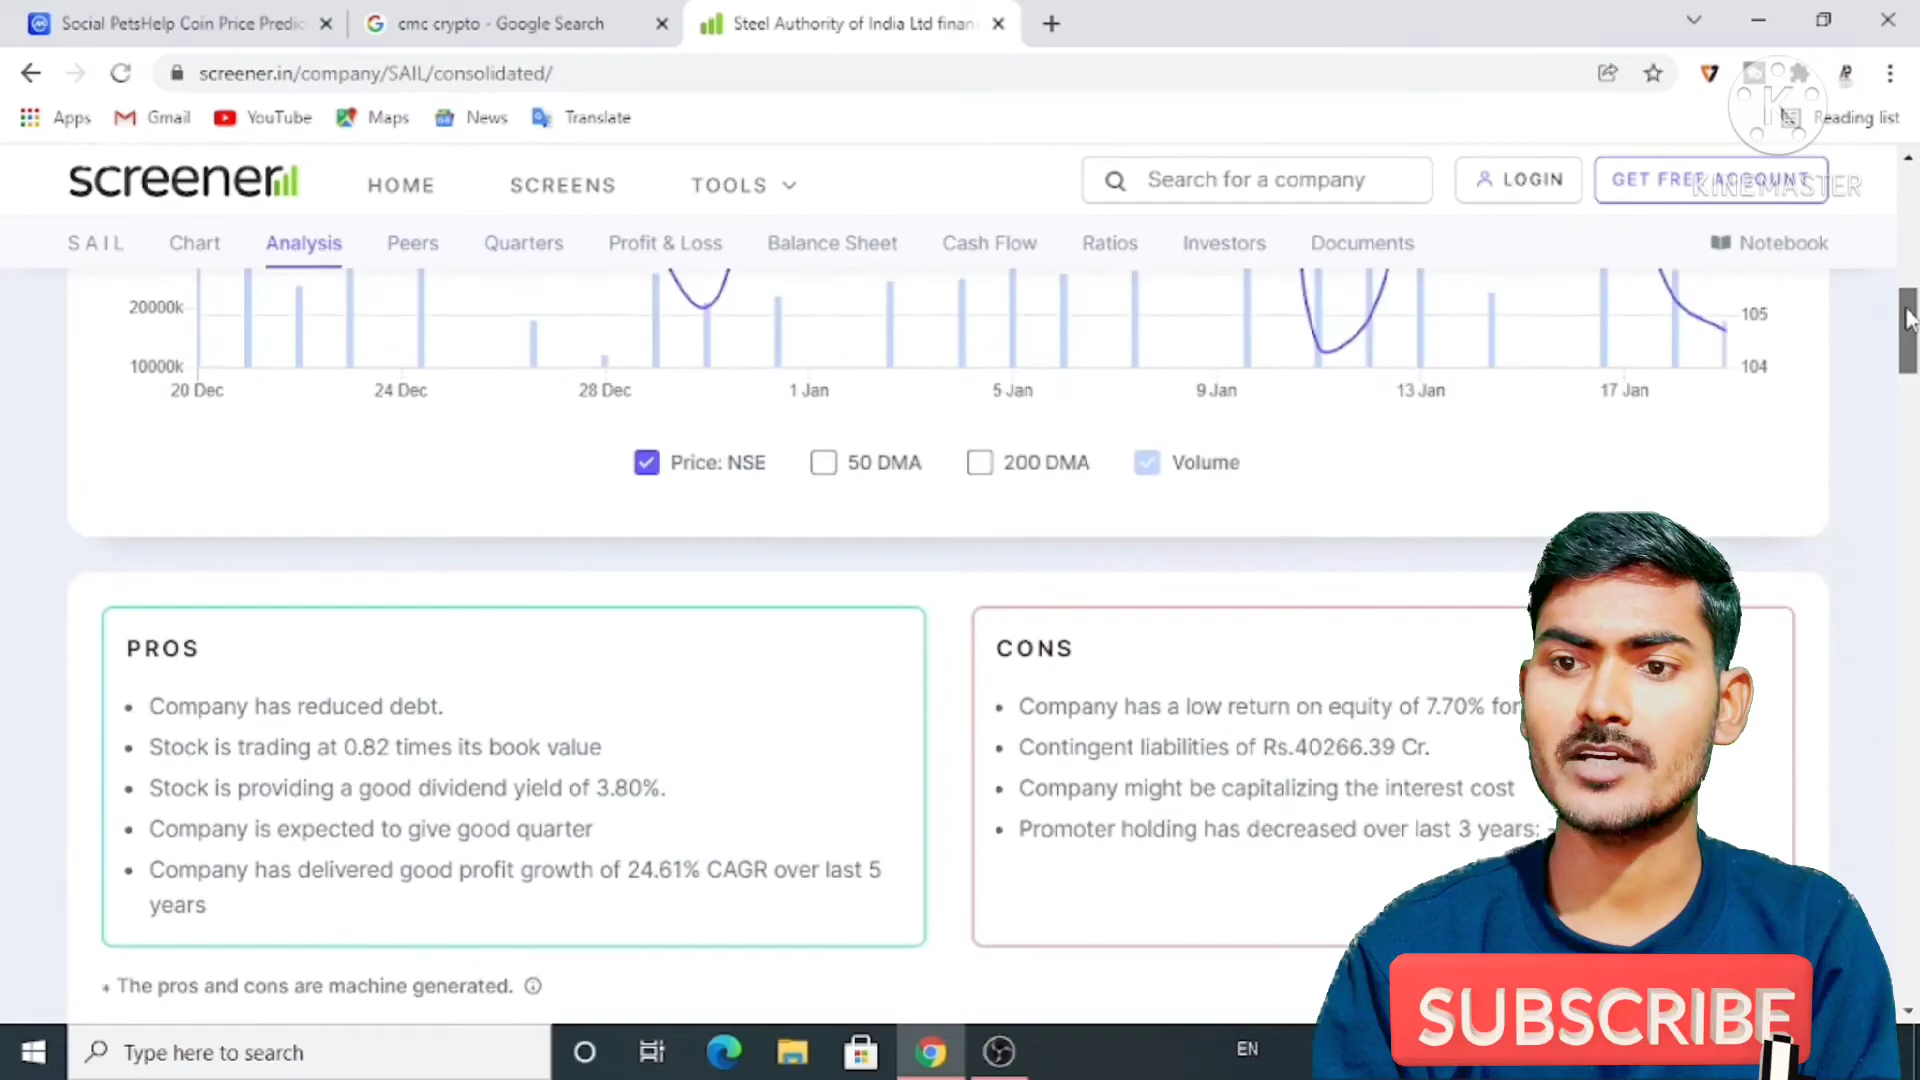 Social PetsHelp Coin Price Predic
cmc crypto - Google Search
Steel Authority of India Ltd finan
screener.in/company/SAIL/consolidated/
Apps
Gmail
YouTube
Maps
News
Translate
Reading list
screener
HOME
SCREENS
TOOLS
Search for a company
LOGIN
GET FREE ACCOUNT
KINEMASTER
SAIL
Chart
Analysis
Peers
Quarters
Profit & Loss
Balance Sheet
Cash Flow
Ratios
Investors
Documents
Notebook
20000k
105
10000k
104
20 Dec
24 Dec
28 Dec
1 Jan
5 Jan
9 Jan
13 Jan
17 Jan
Price: NSE
50 DMA
200 DMA
Volume
PROS
Company has reduced debt.
Stock is trading at 0.82 times its book value
Stock is providing a good dividend yield of 3.80%.
Company is expected to give good quarter
Company has delivered good profit growth of 24.61% CAGR over last 5
years
CONS
Company has a low return on equity of 7.70% for
Contingent liabilities of Rs.40266.39 Cr.
Company might be capitalizing the interest cost
Promoter holding has decreased over last 3 years: -
* The pros and cons are machine generated.
SUBSCRIBE
Type here to search
EN